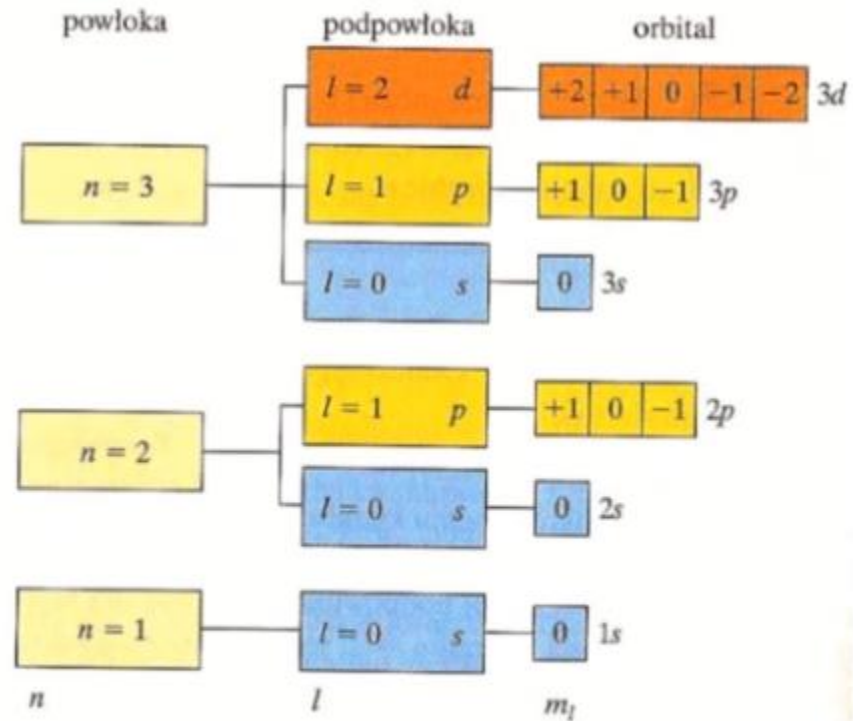 powłoka podpowłoka orbital
l = 2 d +2 +1 0 −1 −2 3d
n = 3 l = 1 p +1 0 −1 3p
l = 0 s 0 3s
l = 1 p +1 0 −1 2p
n = 2
l = 0 s 0 2s
n = 1 l = 0 s 0 1s
n l m_l